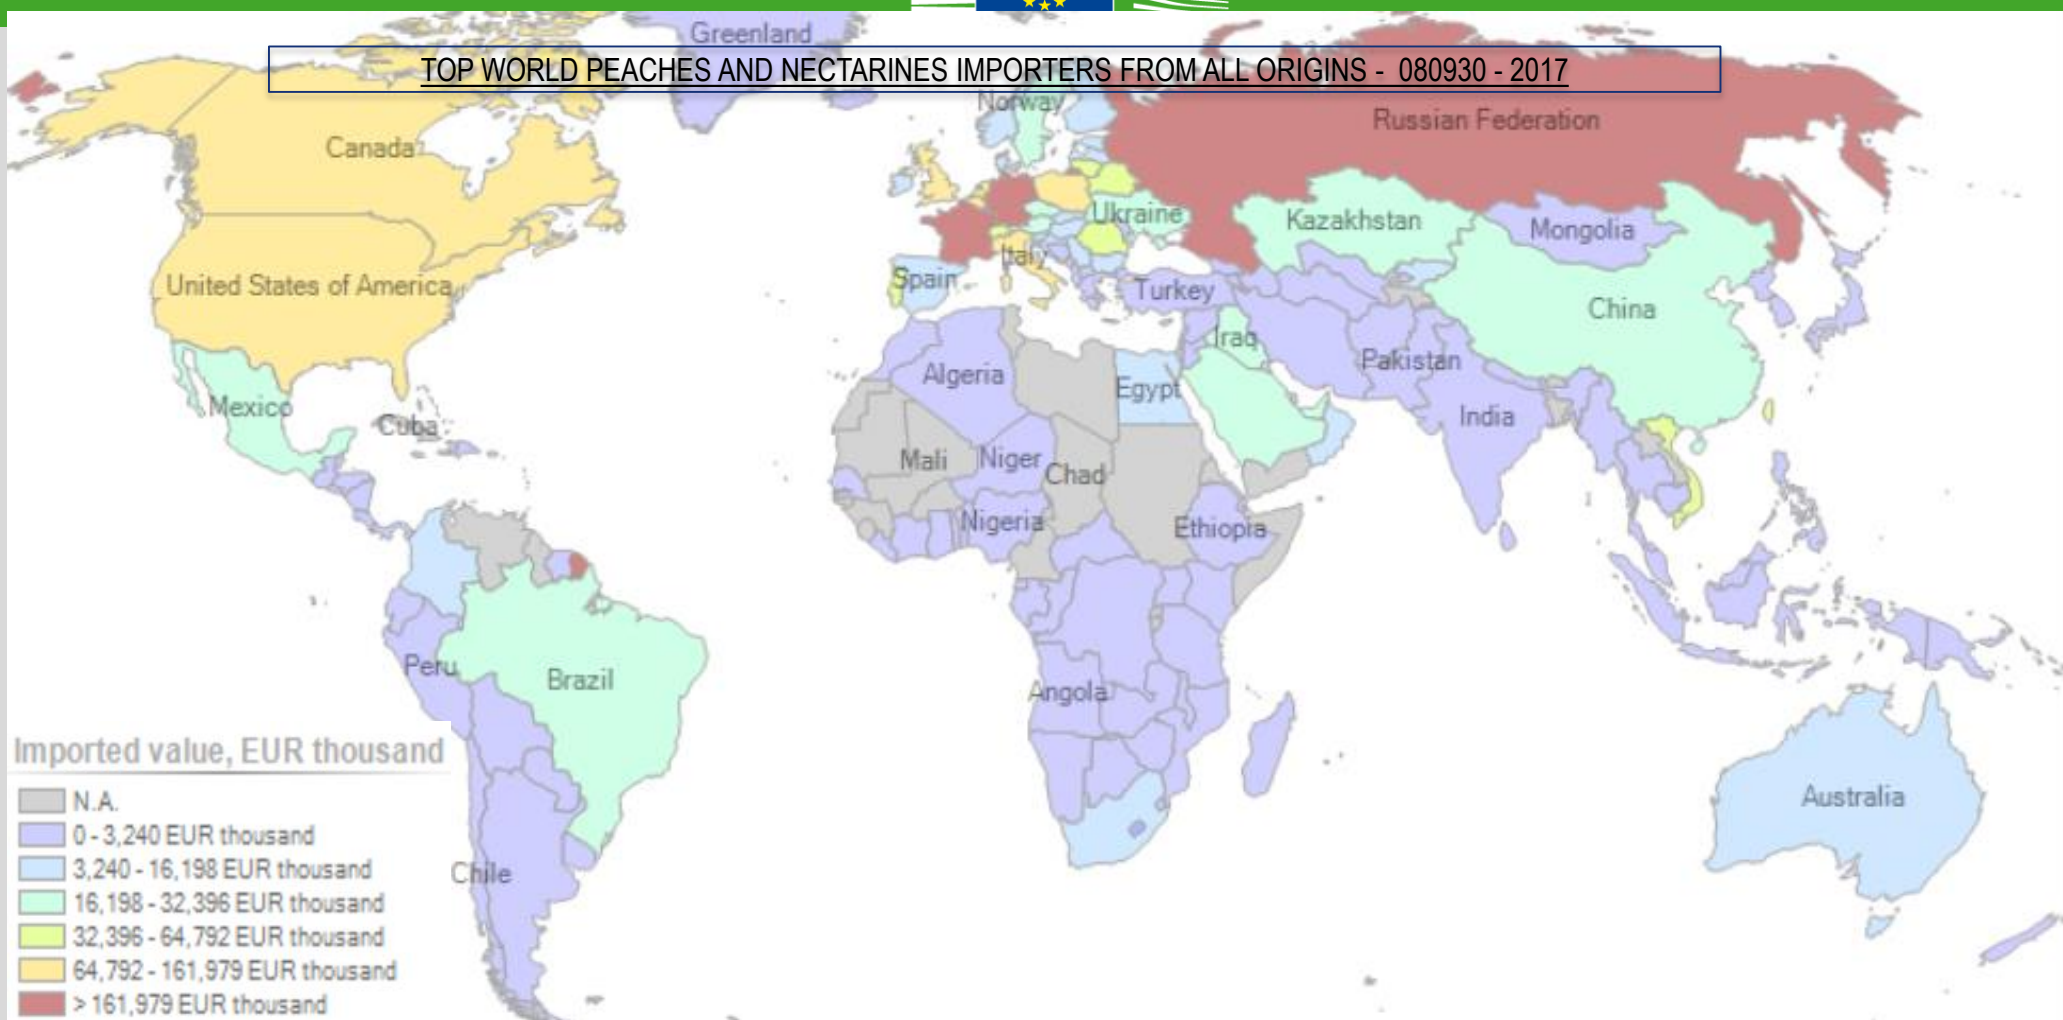 Greenland
TOP WORLD PEACHES AND NECTARINES IMPORTERS FROM ALL ORIGINS - 080930 - 2017
Norway
Russian Federation
Canada
Ukraine
Kazakhstan
Mongolia
Italy
Spain
United States of America
Turkey
China
Iraq
Pakistan
Algeria
Egypt
Mexico
India
Cuba
Mali
Niger
Chad
Nigeria
Ethiopia
Peru
Brazil
Angola
Imported value, EUR thousand
N.A.
0 - 3,240 EUR thousand
3,240 - 16,198 EUR thousand
16,198 - 32,396 EUR thousand
32,396 - 64,792 EUR thousand
64,792 - 161,979 EUR thousand
> 161,979 EUR thousand
Chile
Australia